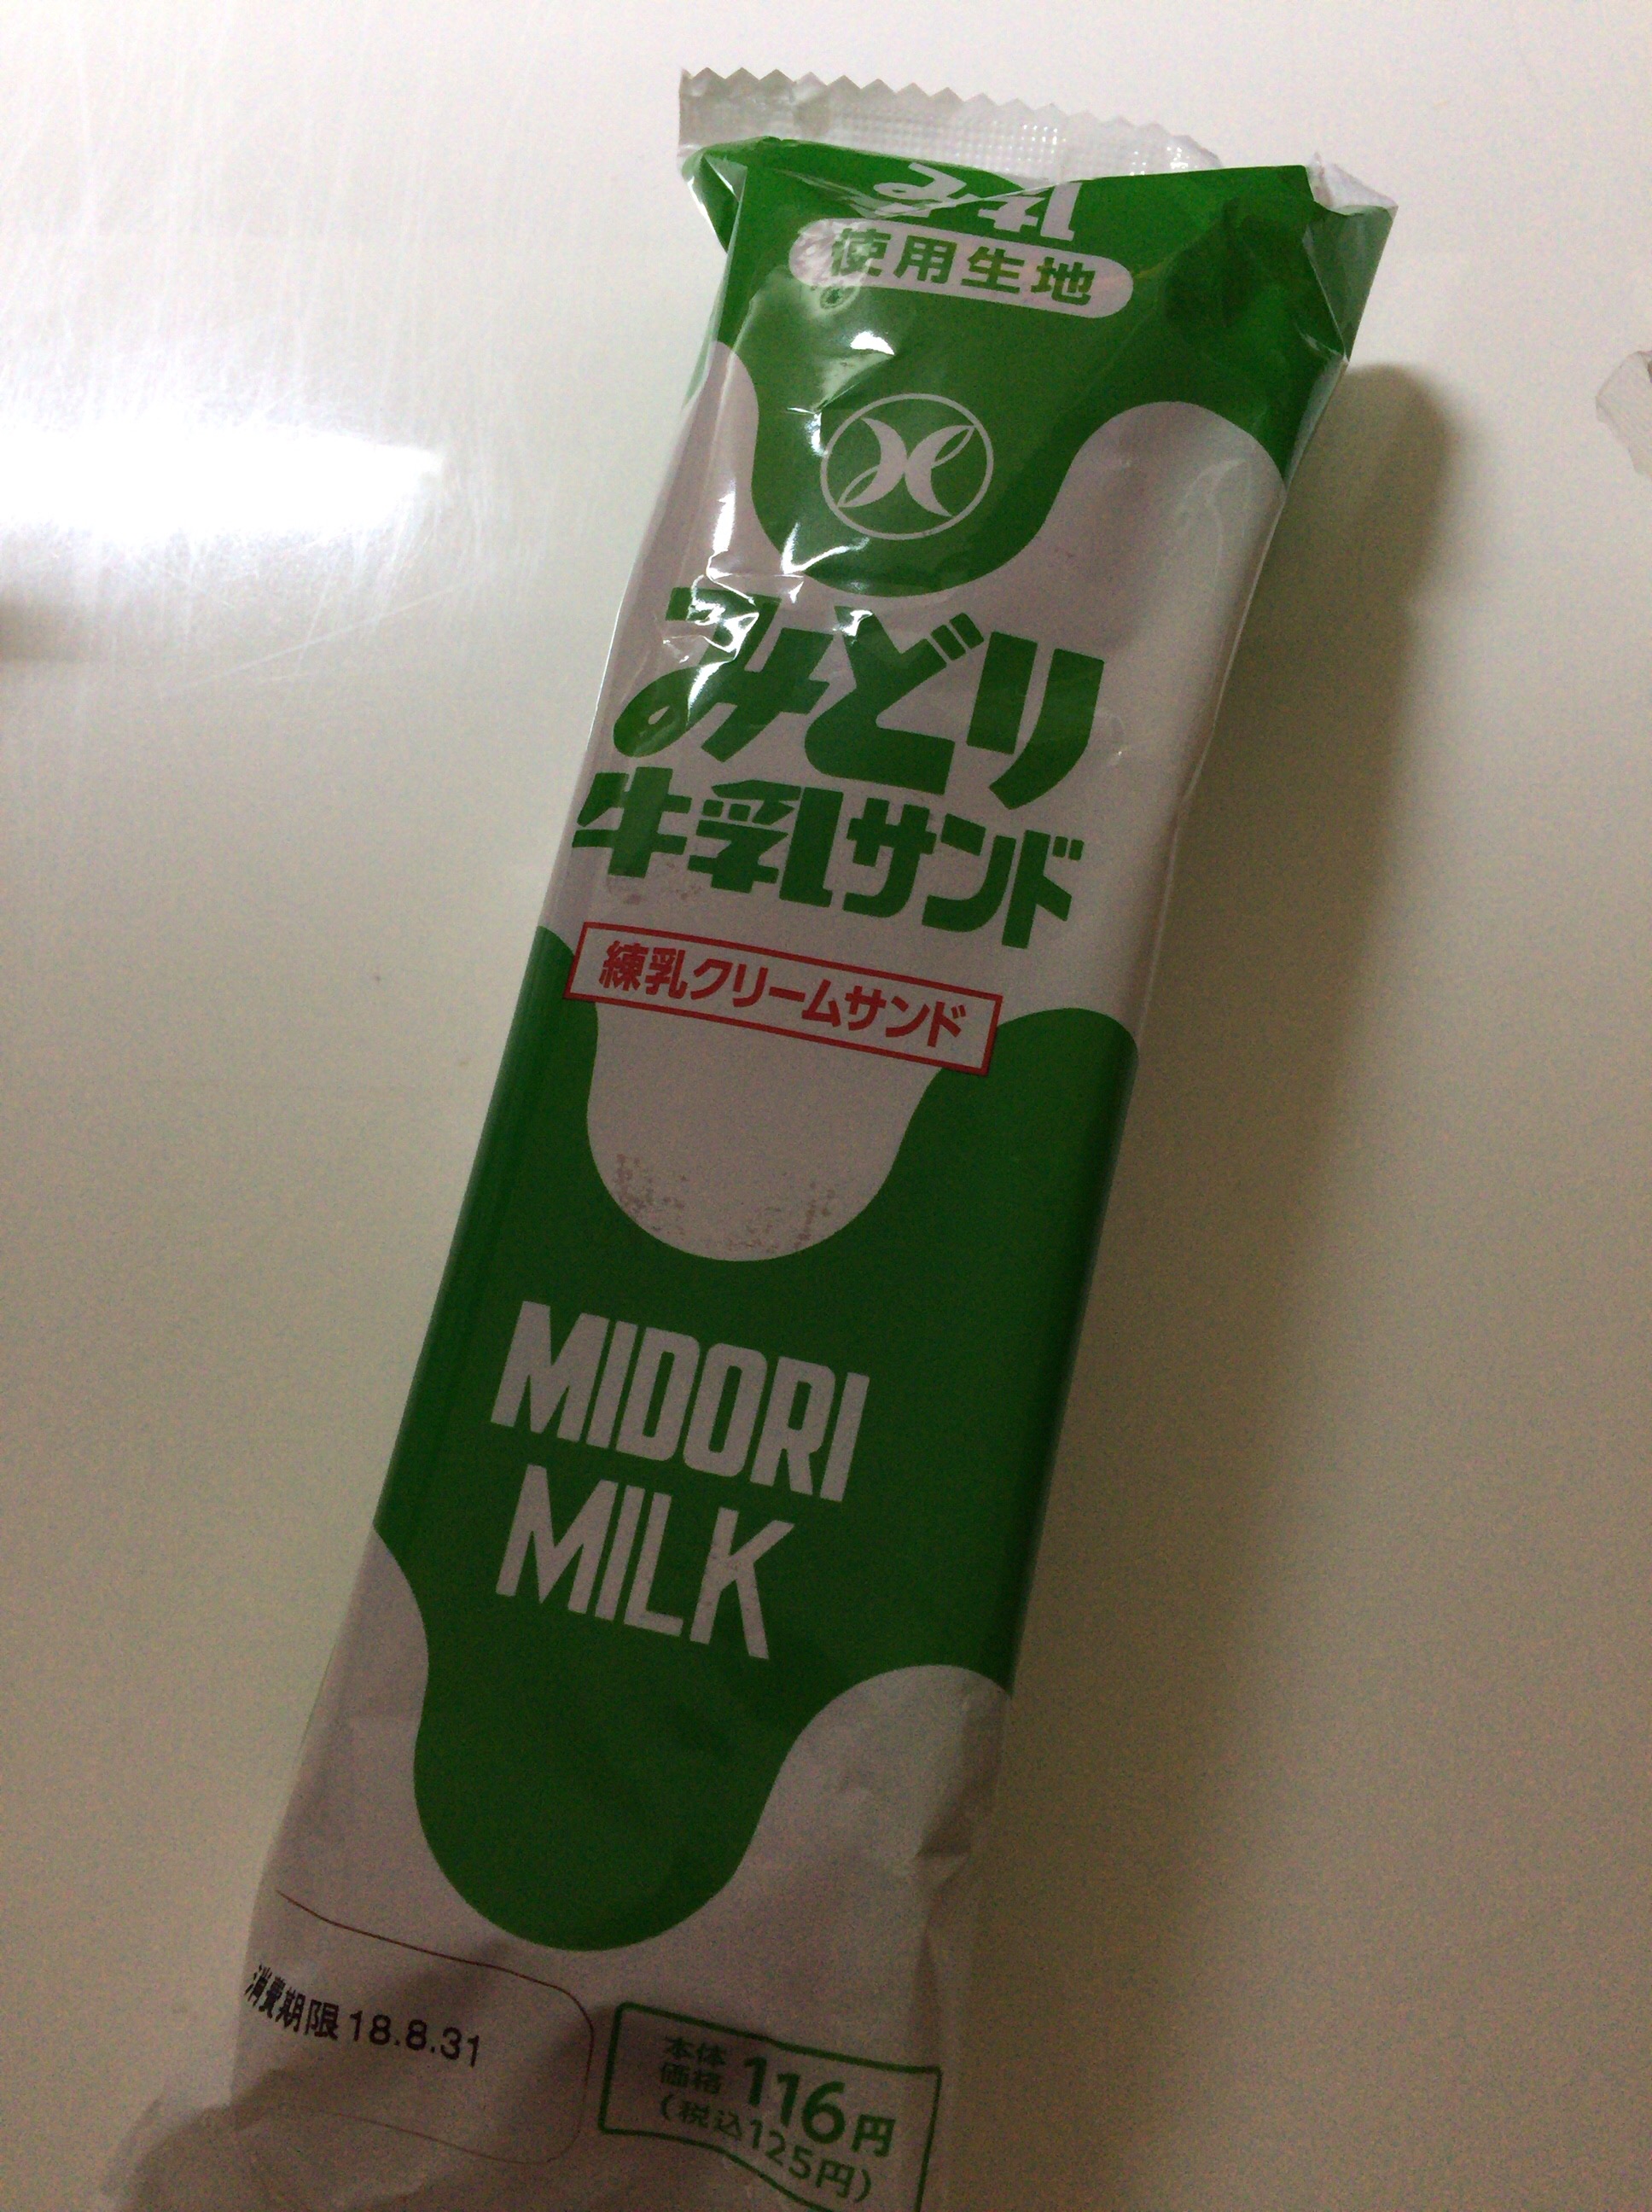 使用生地
みどり
牛乳サンド
練乳クリームサンド
MIDORI
MILK
消費期限 18.8.31
本体
価格 116円
(税込125円)